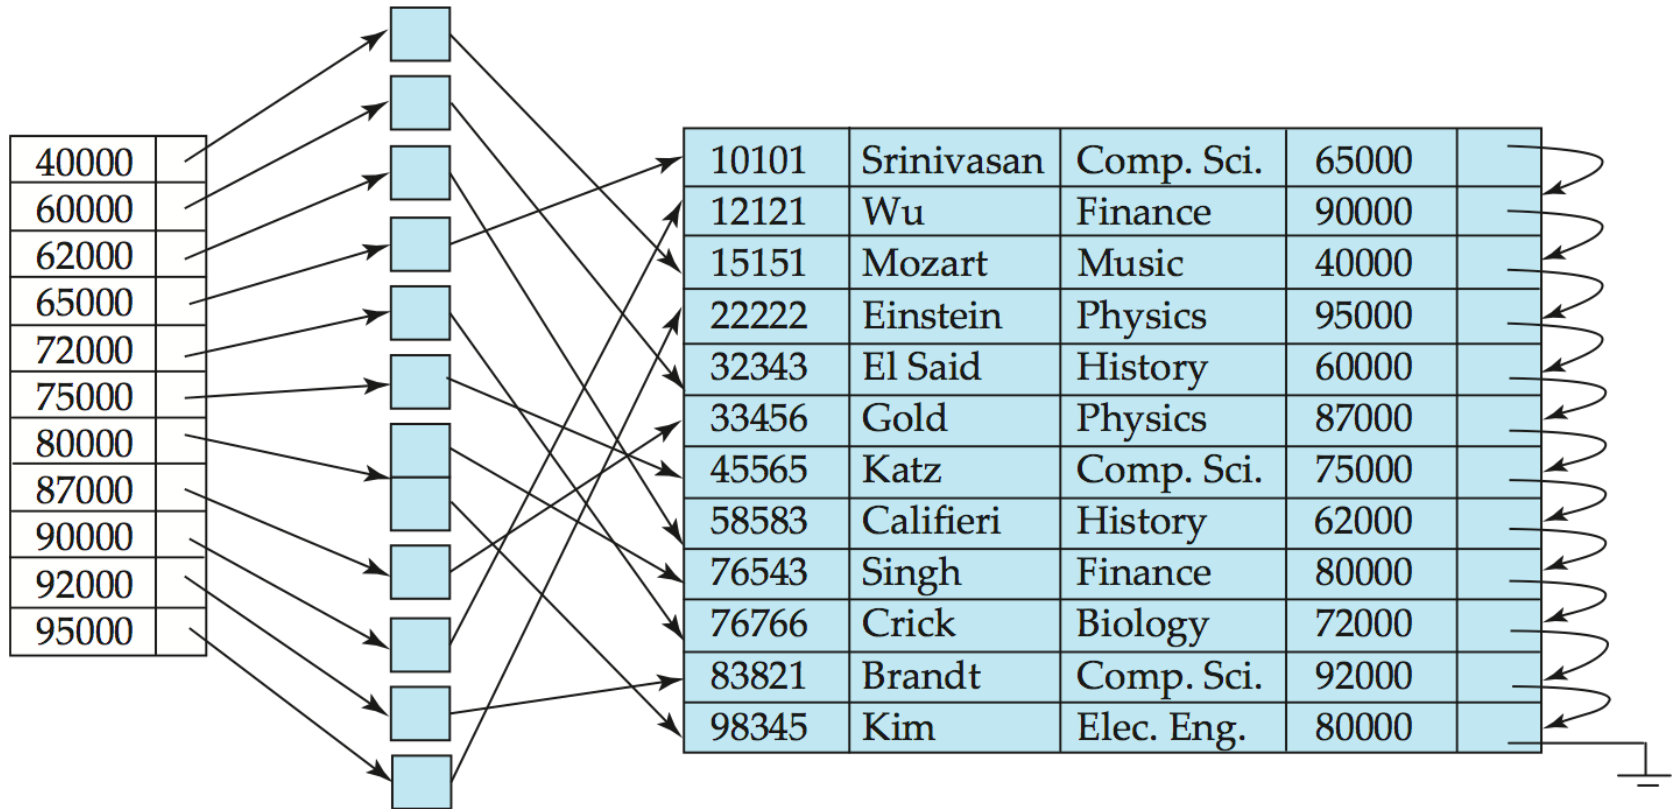 40000
60000
62000
65000
72000
75000
80000
87000
90000
92000
95000
10101 Srinivasan Comp. Sci. 65000
12121 Wu Finance 90000
15151 Mozart Music 40000
22222 Einstein Physics 95000
32343 El Said History 60000
33456 Gold Physics 87000
45565 Katz Comp. Sci. 75000
58583 Califieri History 62000
76543 Singh Finance 80000
76766 Crick Biology 72000
83821 Brandt Comp. Sci. 92000
98345 Kim Elec. Eng. 80000